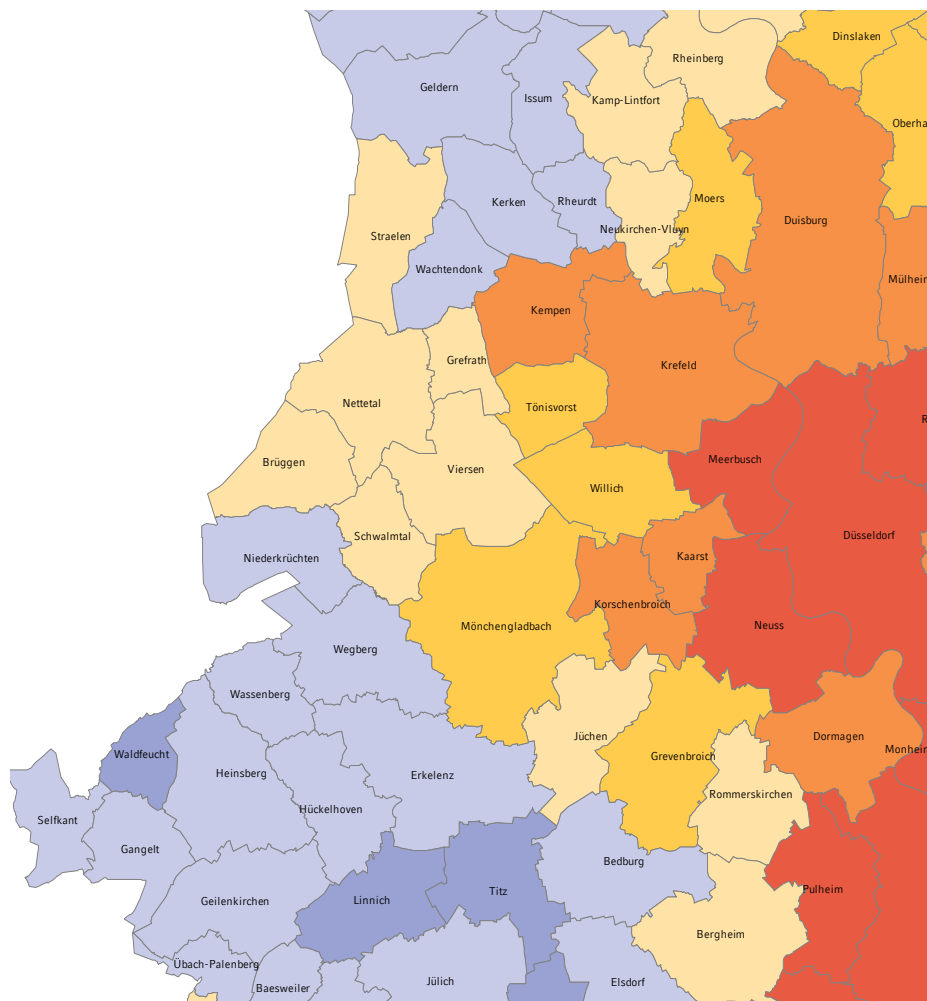 Dinslaken
Rheinberg
Geldern
Issum
Kamp-Lintfort
Oberha
Kerken
Rheurdt
Moers
Duisburg
Straelen
Neukirchen-Vluyn
Wachtendonk
Mülhein
Kempen
Grefrath
Krefeld
Nettetal
Tönisvorst
R
Brüggen
Viersen
Meerbusch
Willich
Schwalmtal
Düsseldorf
Niederkrüchten
Kaarst
Korschenbroich
Mönchengladbach
Neuss
Wegberg
Wassenberg
Jüchen
Dormagen
Waldfeucht
Grevenbroich
Monhein
Heinsberg
Erkelenz
Rommerskirchen
Hückelhoven
Selfkant
Gangelt
Bedburg
Pulheim
Titz
Linnich
Geilenkirchen
Bergheim
Übach-Palenberg
Jülich
Elsdorf
Baesweiler